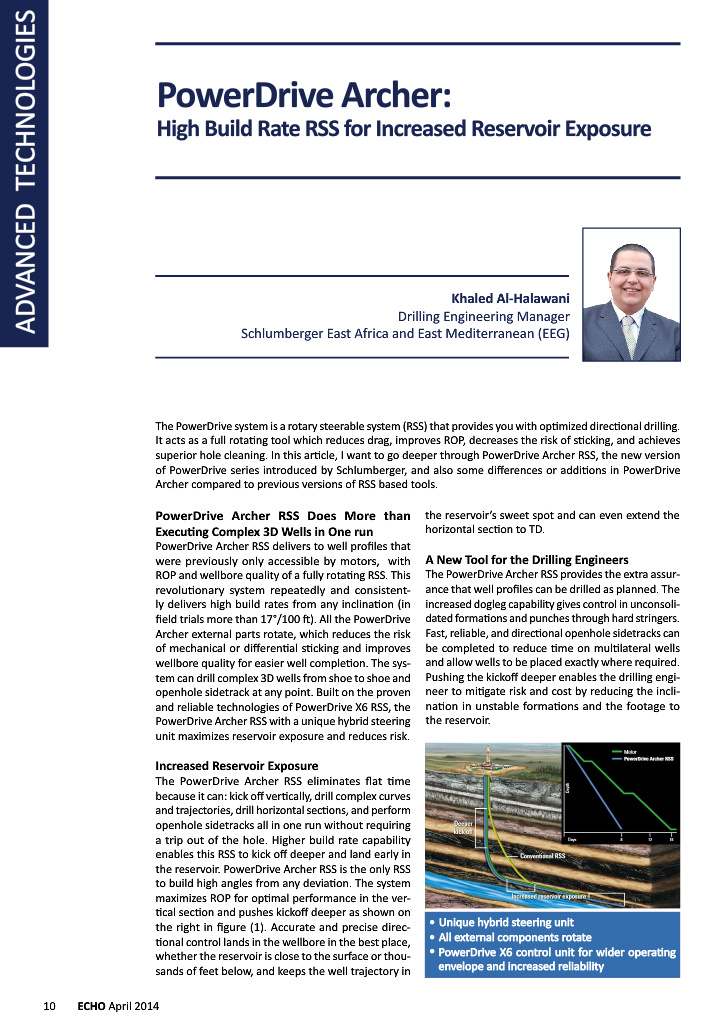 ADVANCED TECHNOLOGIES
PowerDrive Archer:
High Build Rate RSS for Increased Reservoir Exposure
Khaled Al-Halawani
Drilling Engineering Manager
Schlumberger East Africa and East Mediterranean (EEG)
The PowerDrive system is a rotary steerable system (RSS) that provides you with optimized directional drilling.
It acts as a full rotating tool which reduces drag, improves ROP, decreases the risk of sticking, and achieves
superior hole cleaning. In this article, I want to go deeper through PowerDrive Archer RSS, the new version
of PowerDrive series introduced by Schlumberger, and also some differences or additions in PowerDrive
Archer compared to previous versions of RSS based tools.
PowerDrive Archer RSS Does More than
Executing Complex 3D Wells in One run
PowerDrive Archer RSS delivers to well profiles that
were previously only accessible by motors, with
ROP and wellbore quality of a fully rotating RSS. This
revolutionary system repeatedly and consistent-
ly delivers high build rates from any inclination (in
field trials more than 17°/100 ft). All the PowerDrive
Archer external parts rotate, which reduces the risk
of mechanical or differential sticking and improves
wellbore quality for easier well completion. The sys-
tem can drill complex 3D wells from shoe to shoe and
openhole sidetrack at any point. Built on the proven
and reliable technologies of PowerDrive X6 RSS, the
PowerDrive Archer RSS with a unique hybrid steering
unit maximizes reservoir exposure and reduces risk.
Increased Reservoir Exposure
The PowerDrive Archer RSS eliminates flat time
because it can: kick off vertically, drill complex curves
and trajectories, drill horizontal sections, and perform
openhole sidetracks all in one run without requiring
a trip out of the hole. Higher build rate capability
enables this RSS to kick off deeper and land early in
the reservoir. PowerDrive Archer RSS is the only RSS
to build high angles from any deviation. The system
maximizes ROP for optimal performance in the ver-
tical section and pushes kickoff deeper as shown on
the right in figure (1). Accurate and precise direc-
tional control lands in the wellbore in the best place,
whether the reservoir is close to the surface or thou-
sands of feet below, and keeps the well trajectory in
the reservoir's sweet spot and can even extend the
horizontal section to TD.
A New Tool for the Drilling Engineers
The PowerDrive Archer RSS provides the extra assur-
ance that well profiles can be drilled as planned. The
increased dogleg capability gives control in unconsoli-
dated formations and punches through hard stringers.
Fast, reliable, and directional openhole sidetracks can
be completed to reduce time on multilateral wells
and allow wells to be placed exactly where required.
Pushing the kickoff deeper enables the drilling engi-
neer to mitigate risk and cost by reducing the incli-
nation in unstable formations and the footage to
the reservoir.
Motor
PowerDrive Archer RSS
Depth
Days 8 12 16
Deeper
kickoff
Conventional RSS
Increased reservoir exposure
• Unique hybrid steering unit
• All external components rotate
• PowerDrive X6 control unit for wider operating
envelope and increased reliability
10 ECHO April 2014